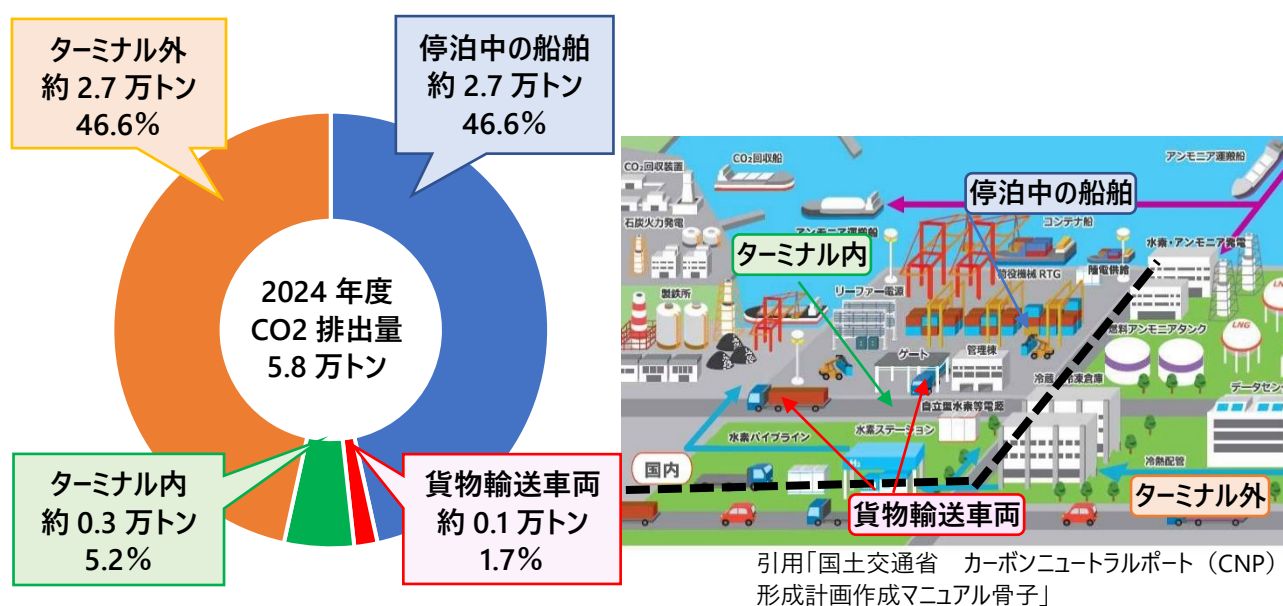 ターミナル外
約 2.7 万トン
46.6%
停泊中の船舶
約 2.7 万トン
46.6%
2024 年度
CO2 排出量
5.8 万トン
ターミナル内
約 0.3 万トン
5.2%
貨物輸送車両
約 0.1 万トン
1.7%
CO₂回収装置
CO₂回収船
アンモニア運搬船
石炭火力発電
アンモニア運搬船
停泊中の船舶
コンテナ船
水素・アンモニア発電
ターミナル内
荷役機械 RTG
陸電供給
製鉄所
リーファー電源
LNG
燃料アンモニアタンク
ゲート
管理棟
冷蔵・冷凍倉庫
データセン
自立型水素等電源
水素パイプライン
水素ステーション
国内
冷熱配管
貨物輸送車両
ターミナル外
引用「国土交通省 カーボンニュートラルポート（CNP）
形成計画作成マニュアル骨子」